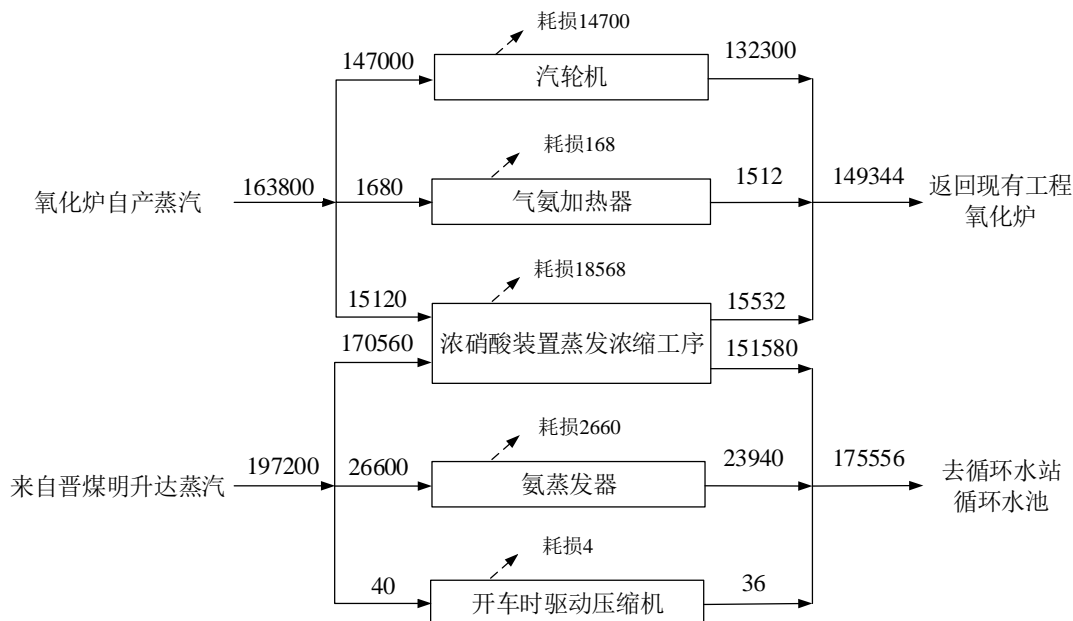 耗损14700
147000
汽轮机
132300
耗损168
氧化炉自产蒸汽
163800
1680
气氨加热器
1512
149344
返回现有工程
氧化炉
耗损18568
15120
15532
170560
浓硝酸装置蒸发浓缩工序
151580
耗损2660
来自晋煤明升达蒸汽
197200
26600
氨蒸发器
23940
175556
去循环水站
循环水池
耗损4
40
开车时驱动压缩机
36